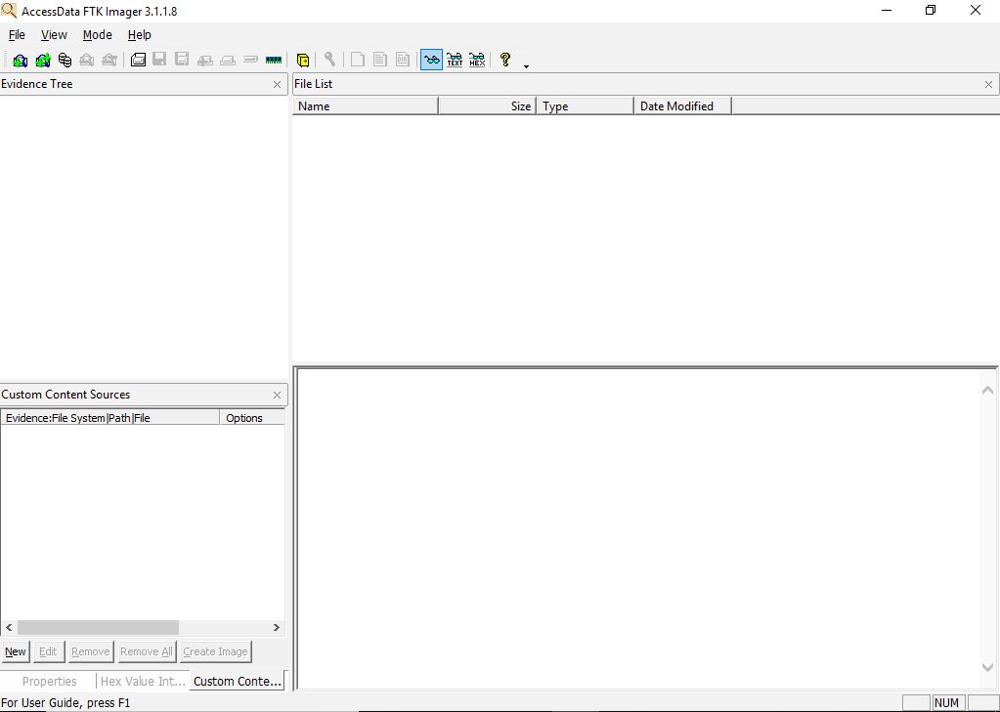 AccessData FTK Imager 3.1.1.8
File View Mode Help
TEXT HEX ?
Evidence Tree
File List
Name Size Type Date Modified
Custom Content Sources
Evidence:File System|Path|File Options
New Edit Remove Remove All Create Image
Properties Hex Value Int... Custom Conte...
For User Guide, press F1
NUM